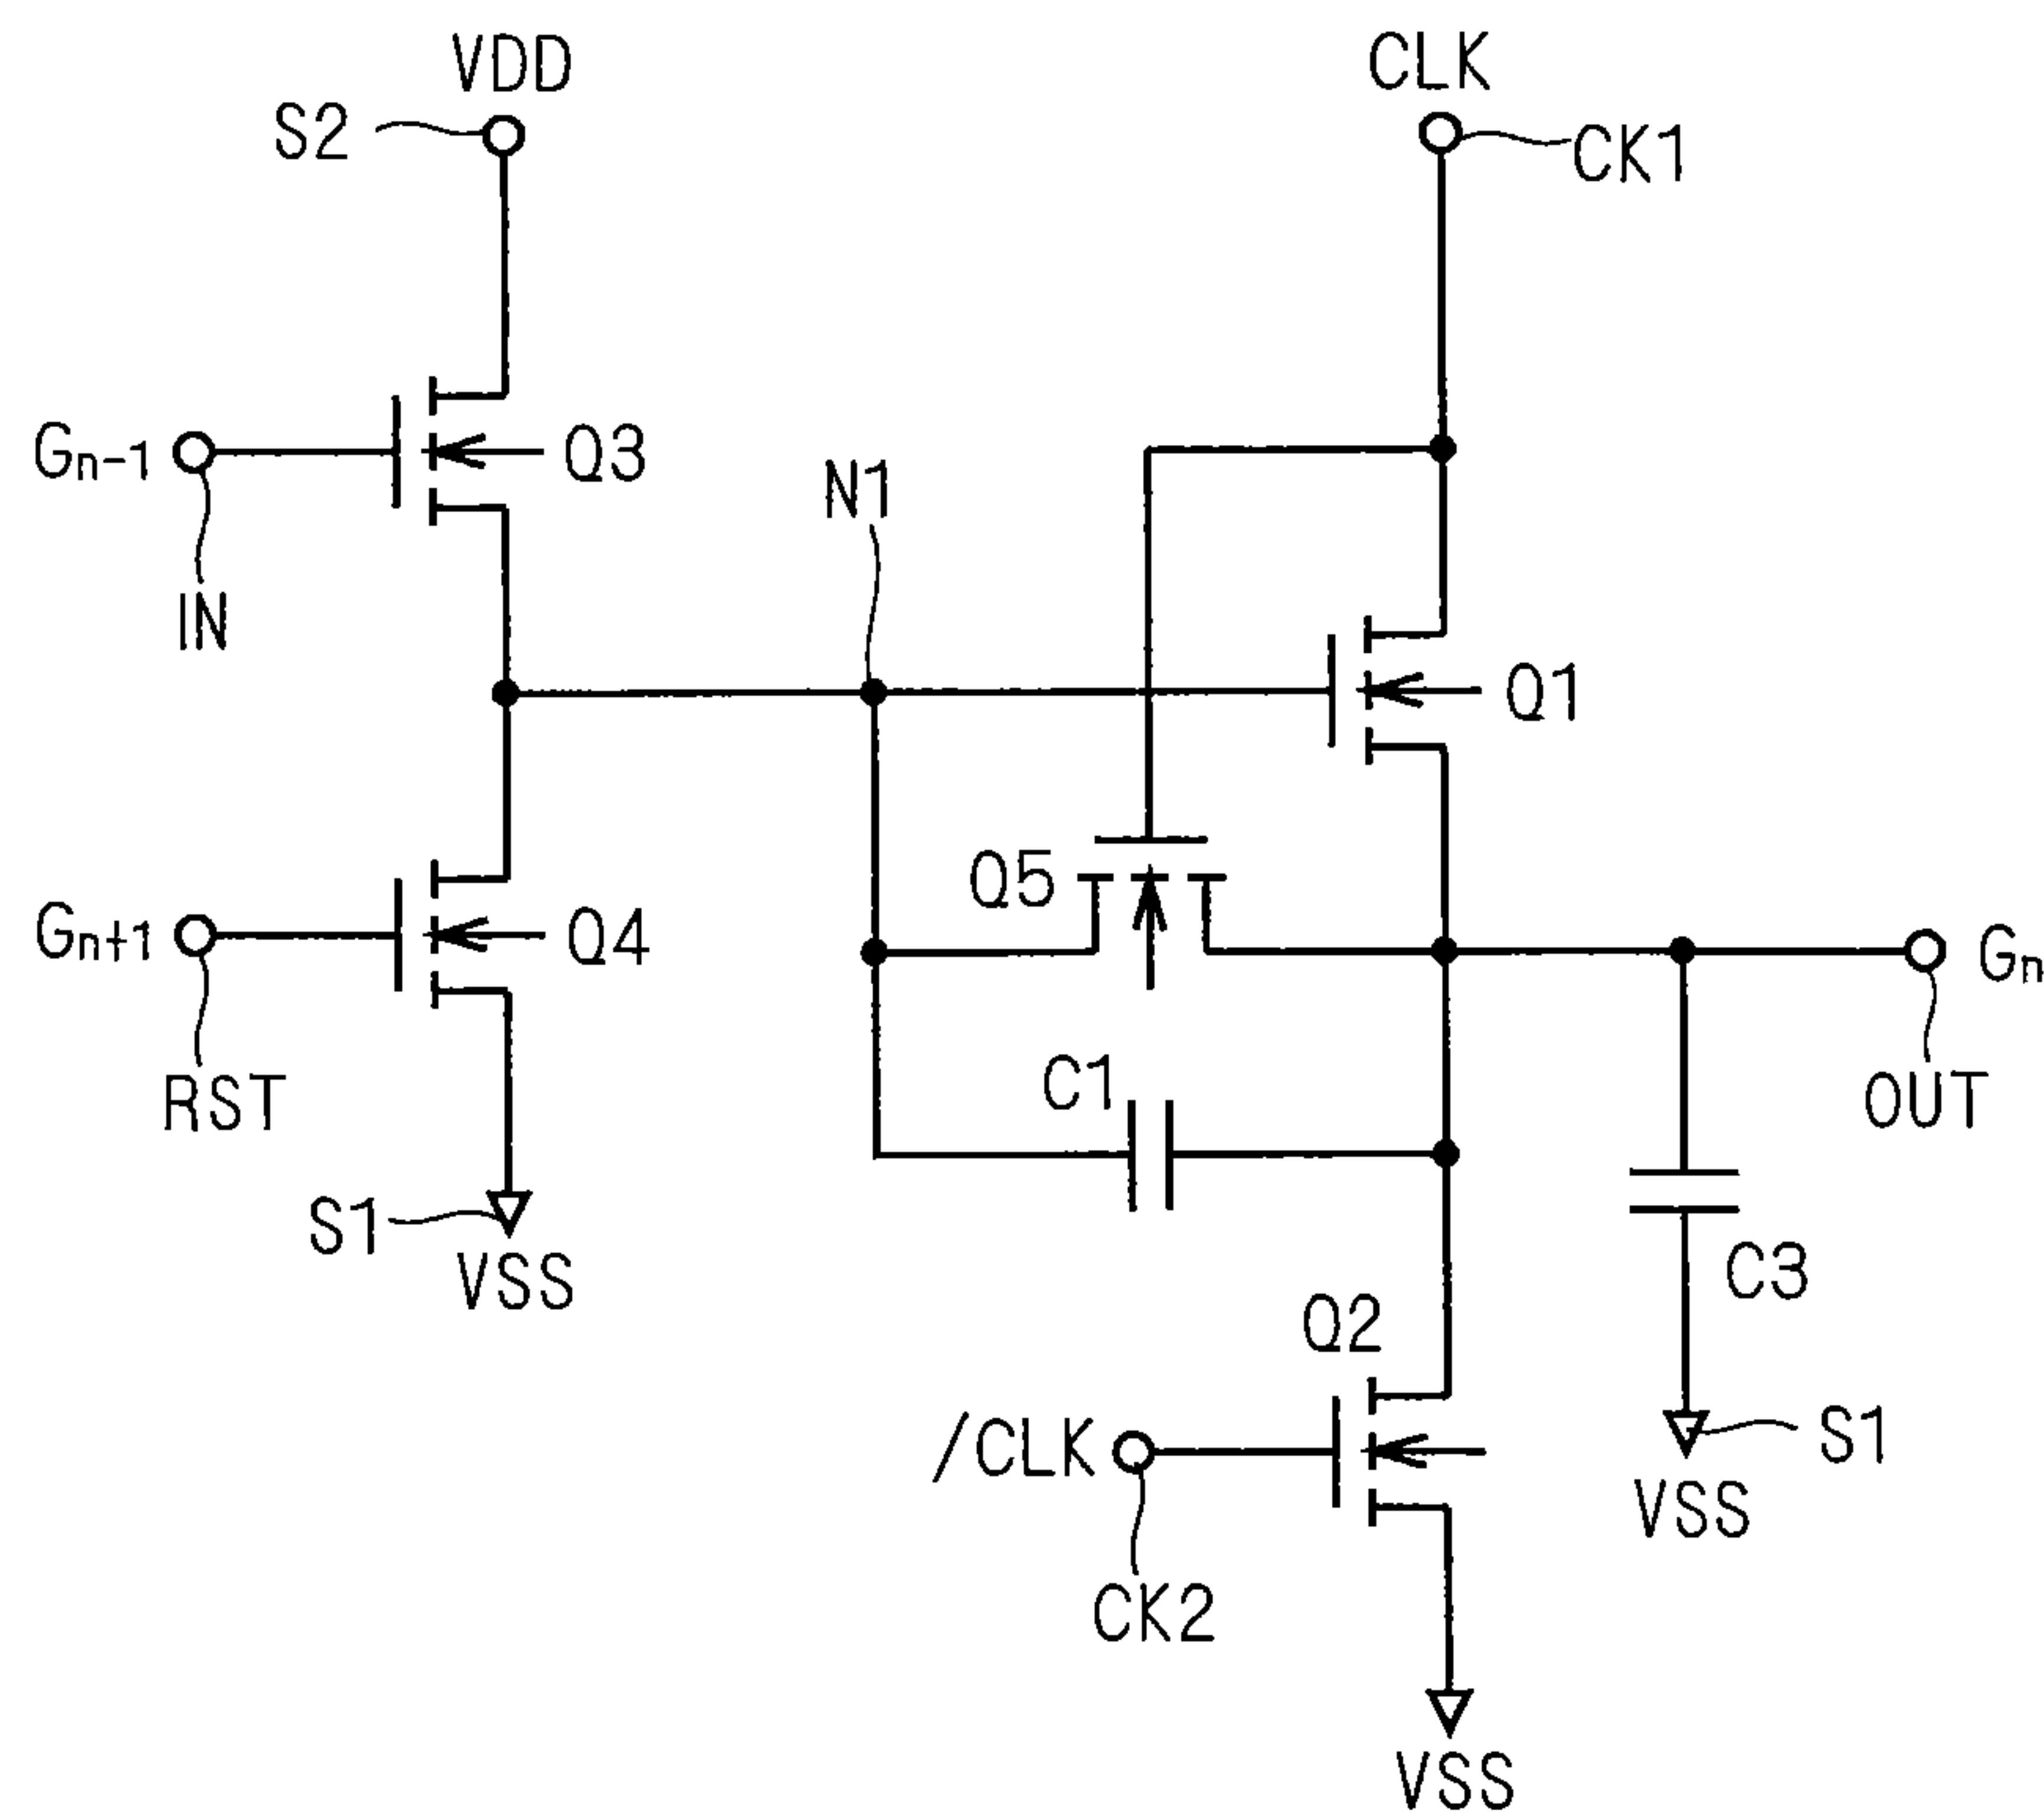 VDD
CLK
S2
CK1
Gn-1
Q3
N1
IN
Q1
Q5
Gn+1
Q4
Gn
C1
RST
OUT
S1
VSS
C3
Q2
/CLK
S1
VSS
CK2
VSS